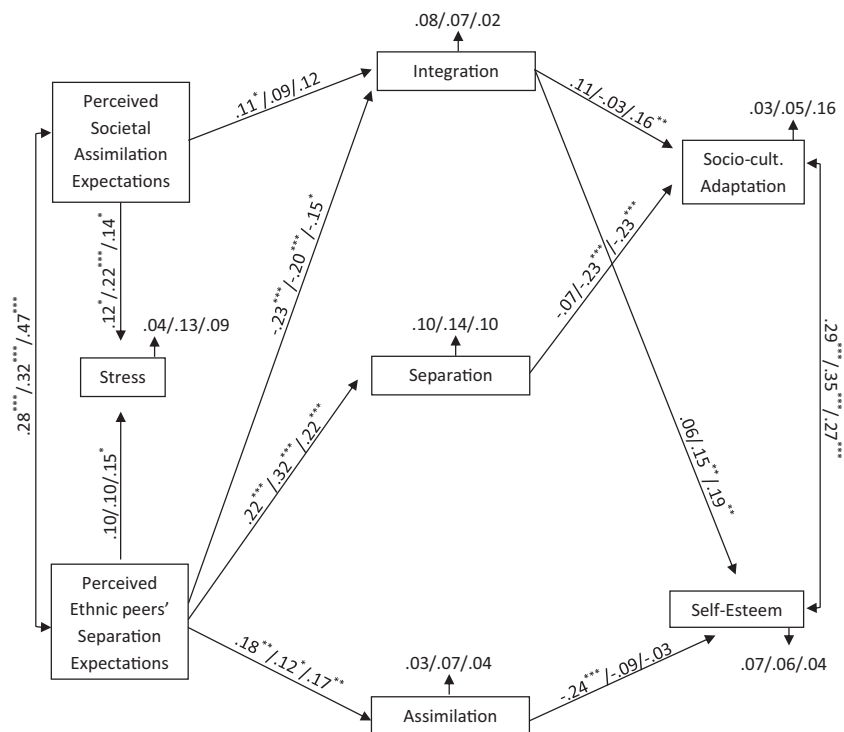 .08/.07/.02
Integration
Perceived
Societal
Assimilation
Expectations
.11*/.09/.12
.11/-.03/.16**
.03/.05/.16
Socio-cult.
Adaptation
.12*/.22***/.14*
-.23***/-.20***/-.15*
-.07/-.23***/-.23***
.28***/.32***/.47***
.04/.13/.09
Stress
.10/.14/.10
Separation
.29***/.35***/.27***
.10/.10/.15*
.22***/.32***/.22***
.06/.15**/.19**
Perceived
Ethnic peers’
Separation
Expectations
Self-Esteem
.07/.06/.04
.18**/.12*/.17**
.03/.07/.04
Assimilation
-.24***/-.09/-.03